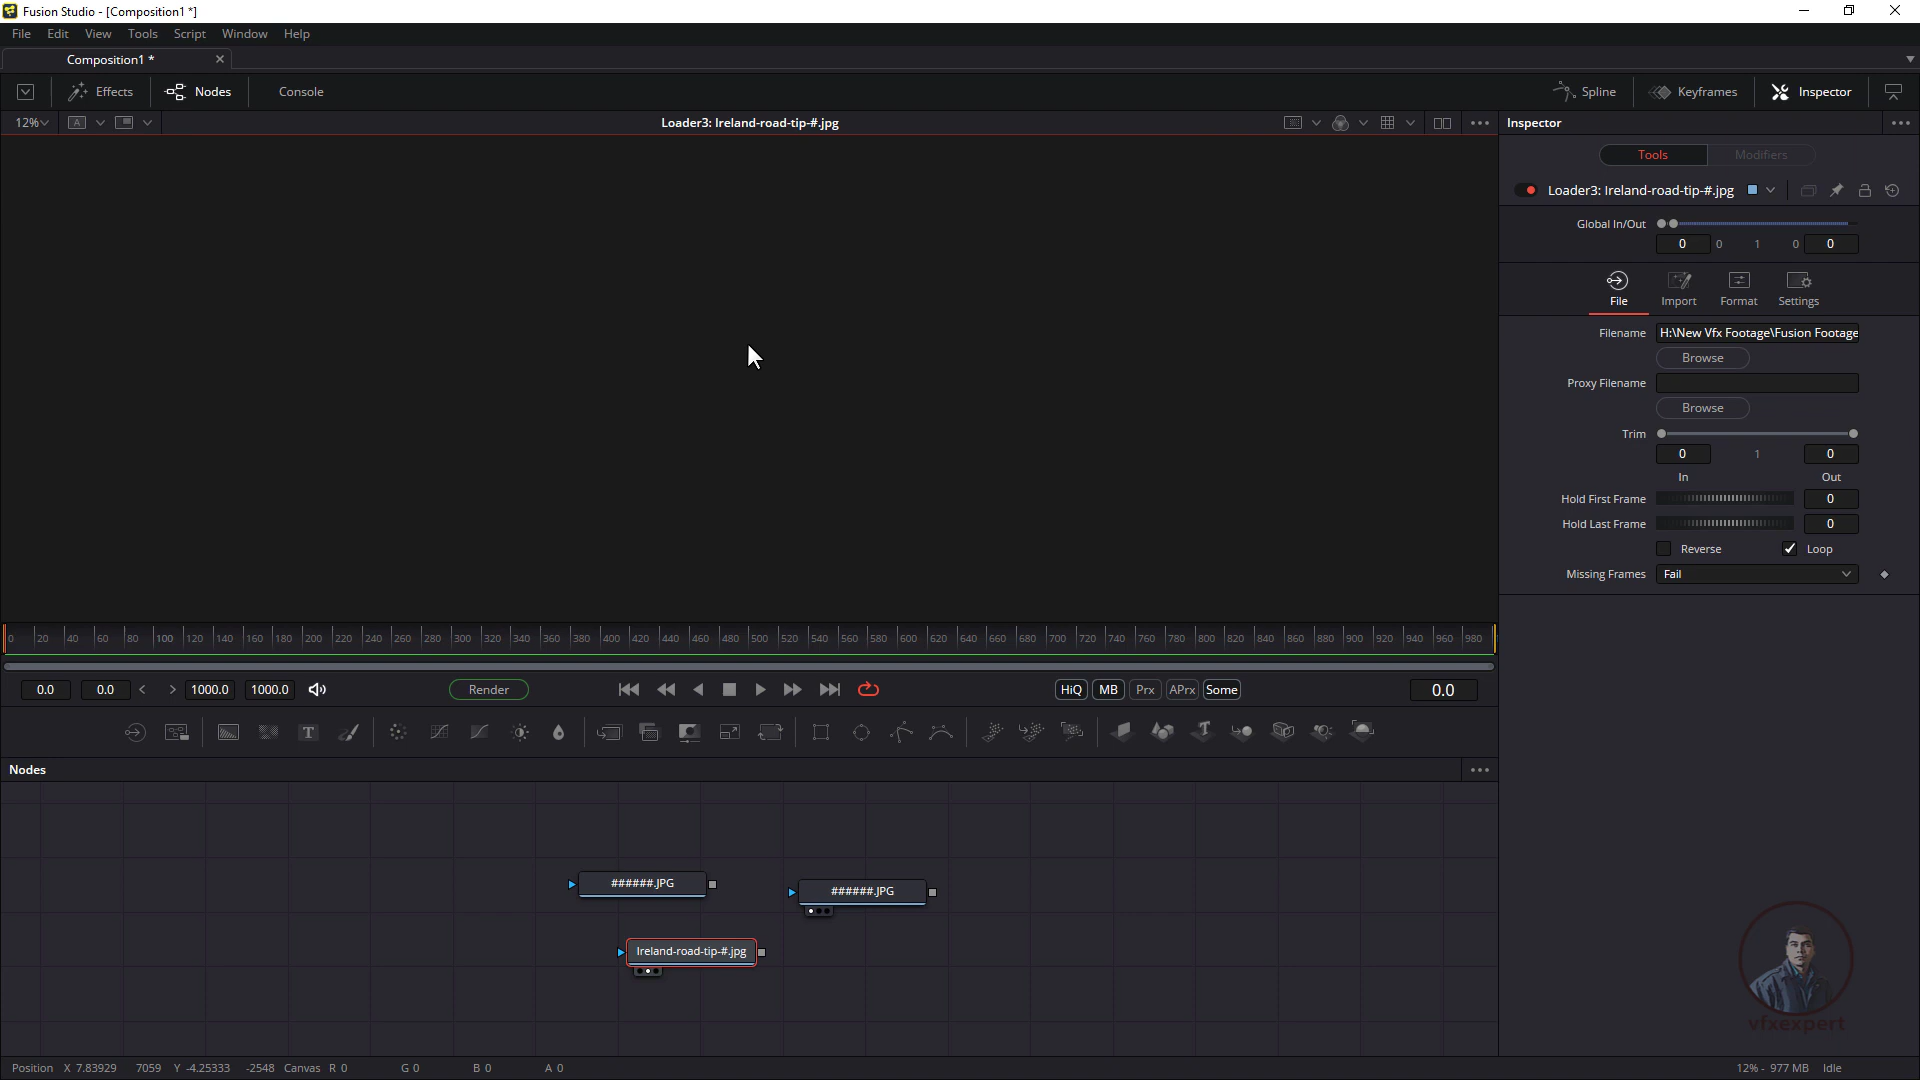 Fusion Studio - [Composition1 *]
File Edit View Tools Script Window Help
Composition1 *
Effects Nodes Console Spline Keyframes Inspector
12% A Loader3: Ireland-road-tip-#.jpg Inspector
Tools Modifiers
Loader3: Ireland-road-tip-#.jpg
Global In/Out
0 0 1 0 0
File Import Format Settings
Filename H:\New Vfx Footage\Fusion Footage
Browse
Proxy Filename
Browse
Trim
0 1 0
In Out
Hold First Frame 0
Hold Last Frame 0
Reverse Loop
Missing Frames Fail
0 20 40 60 80 100 120 140 160 180 200 220 240 260 280 300 320 340 360 380 400 420 440 460 480 500 520 540 560 580 600 620 640 660 680 700 720 740 760 780 800 820 840 860 880 900 920 940 960 980
0.0 0.0 < > 1000.0 1000.0 Render HiQ MB Prx APrx Some 0.0
T T
Nodes
######.JPG
######.JPG
Ireland-road-tip-#.jpg
vfxexpert
Position X 7.83929 7059 Y -4.25333 -2548 Canvas R 0 G 0 B 0 A 0 12% - 977 MB Idle